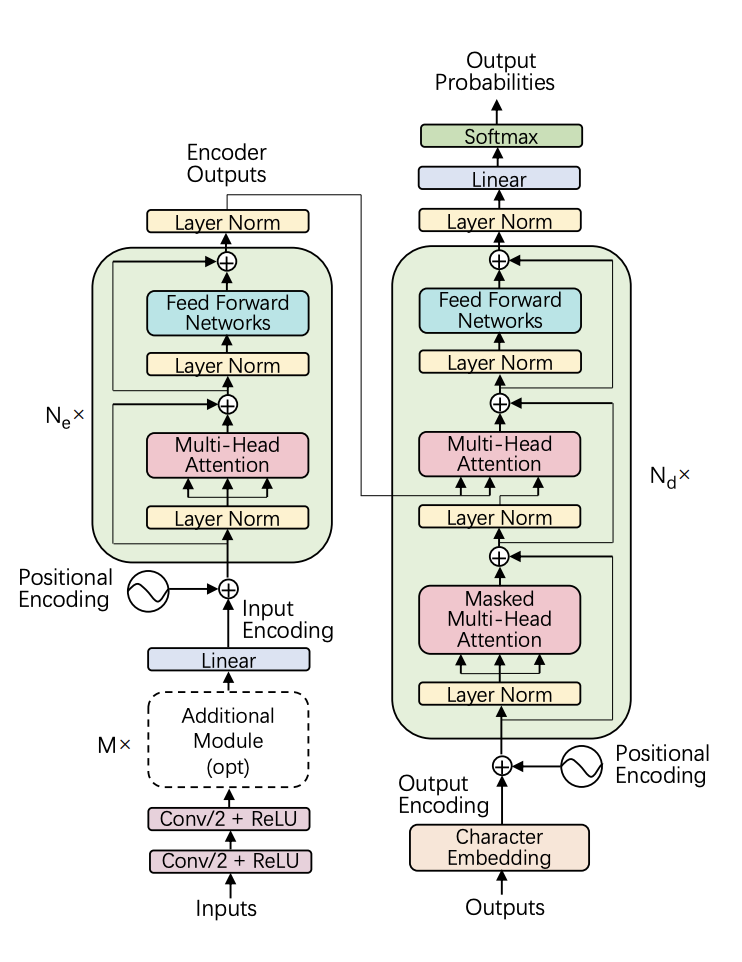 Output
Probabilities
Softmax
Linear
Layer Norm
Feed Forward
Networks
Layer Norm
Multi-Head
Attention
Layer Norm
Masked
Multi-Head
Attention
Layer Norm
N_d×
Positional
Encoding
Output
Encoding
Character
Embedding
Outputs
Encoder
Outputs
Layer Norm
Feed Forward
Networks
Layer Norm
N_e×
Multi-Head
Attention
Layer Norm
Positional
Encoding
Input
Encoding
Linear
Additional
Module
(opt)
M×
Conv/2 + ReLU
Conv/2 + ReLU
Inputs